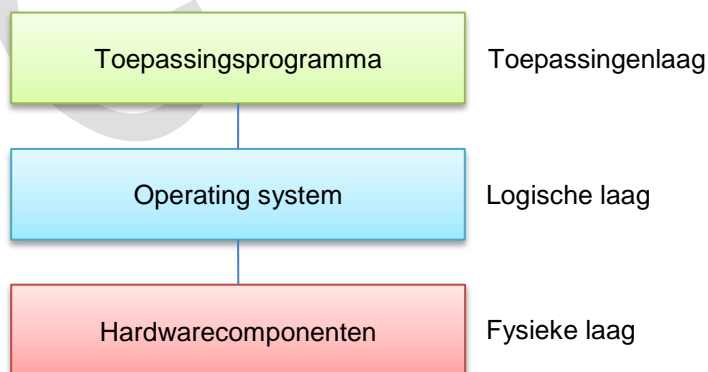 Toepassingsprogramma Toepassingenlaag
Operating system Logische laag
Hardwarecomponenten Fysieke laag